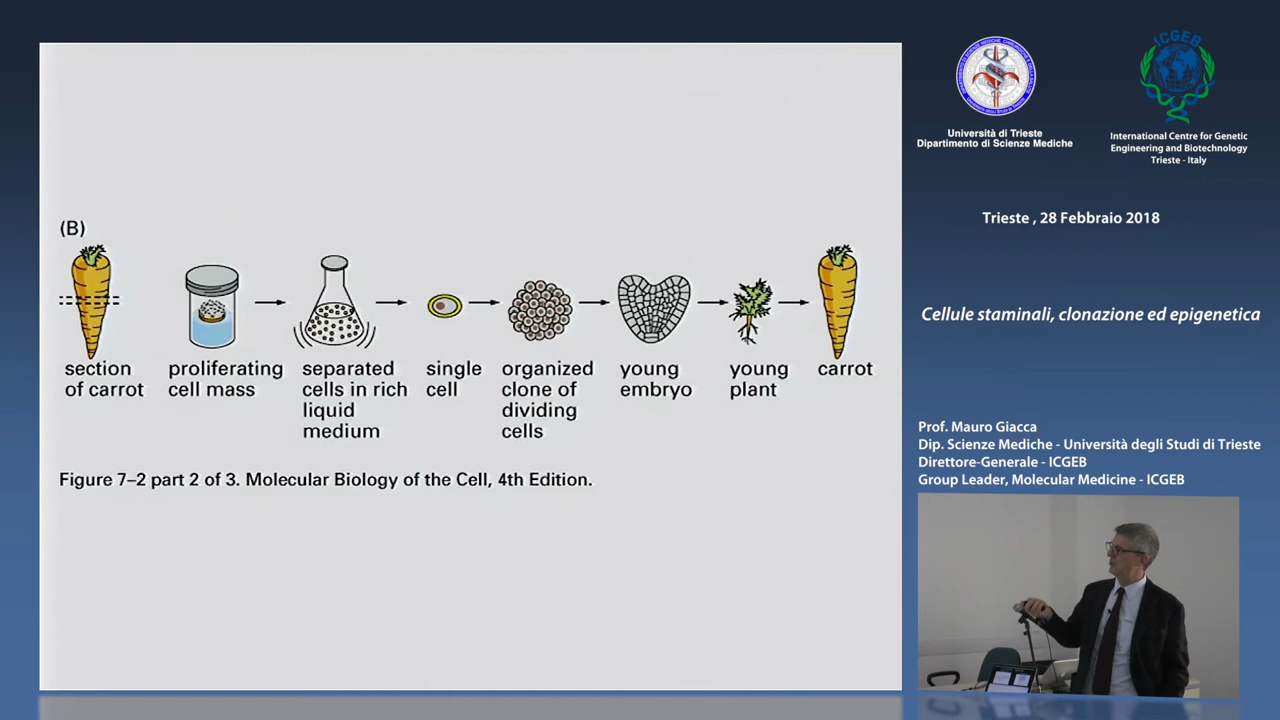 (B)
section
of carrot
proliferating
cell mass
separated
cells in rich
liquid
medium
single
cell
organized
clone of
dividing
cells
young
embryo
young
plant
carrot
Figure 7–2 part 2 of 3. Molecular Biology of the Cell, 4th Edition.
Università di Trieste
Dipartimento di Scienze Mediche
ICGEB
International Centre for Genetic
Engineering and Biotechnology
Trieste - Italy
Trieste , 28 Febbraio 2018
Cellule staminali, clonazione ed epigenetica
Prof. Mauro Giacca
Dip. Scienze Mediche - Università degli Studi di Trieste
Direttore-Generale - ICGEB
Group Leader, Molecular Medicine - ICGEB